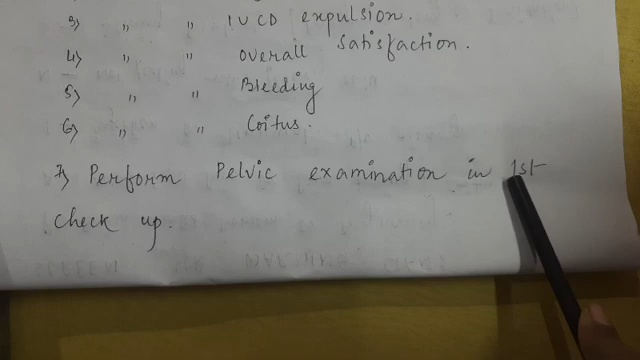 3) " " IUCD expulsion.
4) " " overall satisfaction.
5) " " Bleeding
6) " " Coitus.
7) Perform Pelvic examination in 1st
check up.